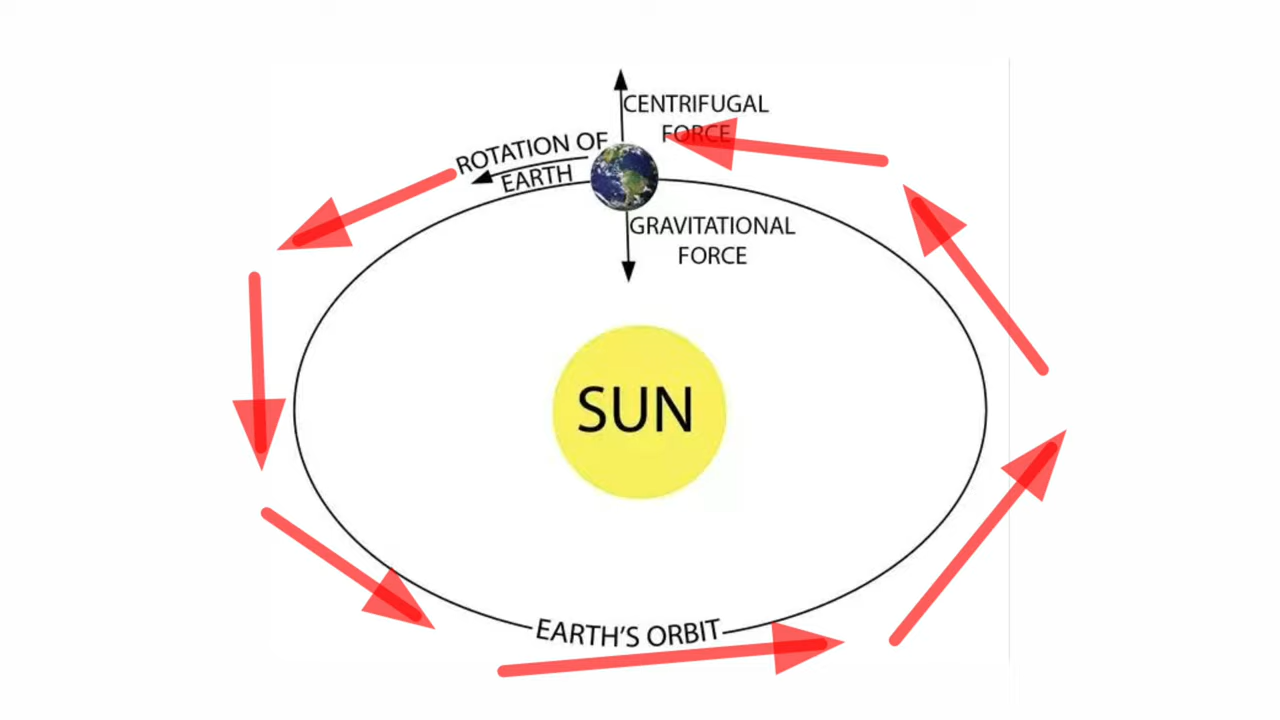 CENTRIFUGAL
FORCE
ROTATION OF
EARTH
GRAVITATIONAL
FORCE
SUN
EARTH'S ORBIT